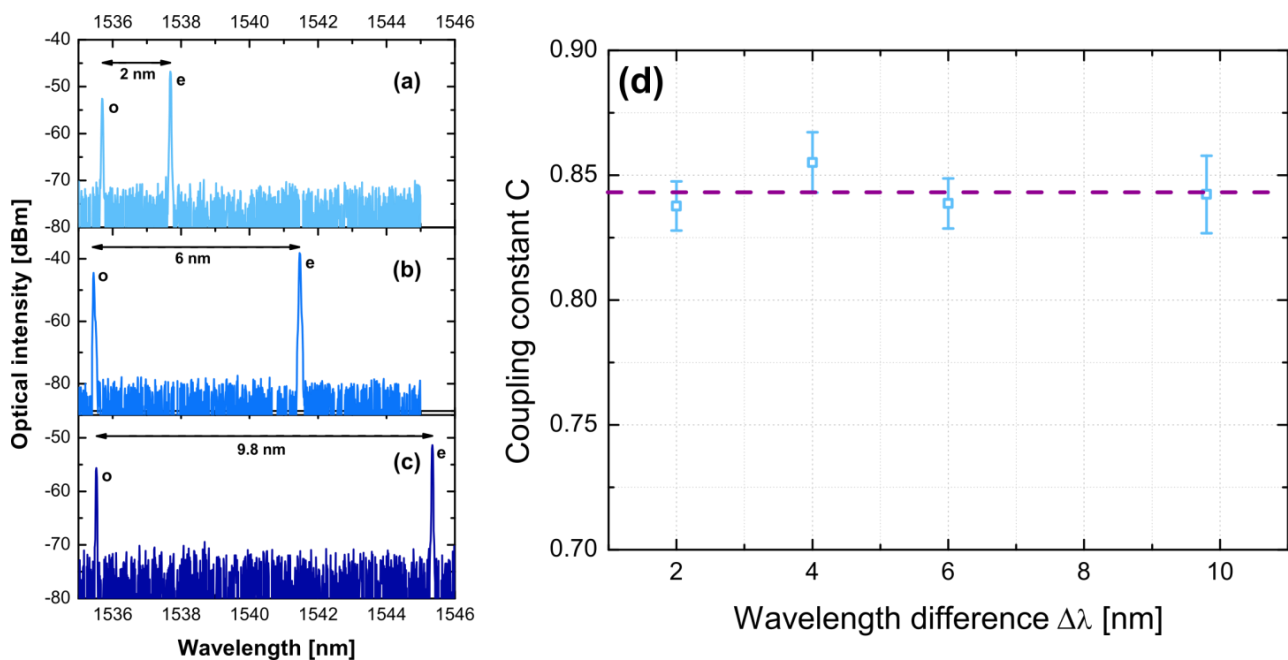 1536 1538 1540 1542 1544 1546
-40
-50
-60
-70
-80
2 nm
o
e
(a)
-40
-60
-80
6 nm
o
e
(b)
-50
-60
-70
-80
9.8 nm
o
e
(c)
1536 1538 1540 1542 1544 1546
Optical intensity [dBm]
Wavelength [nm]
(d)
0.90
0.85
0.80
0.75
0.70
2 4 6 8 10
Coupling constant C
Wavelength difference Δλ [nm]